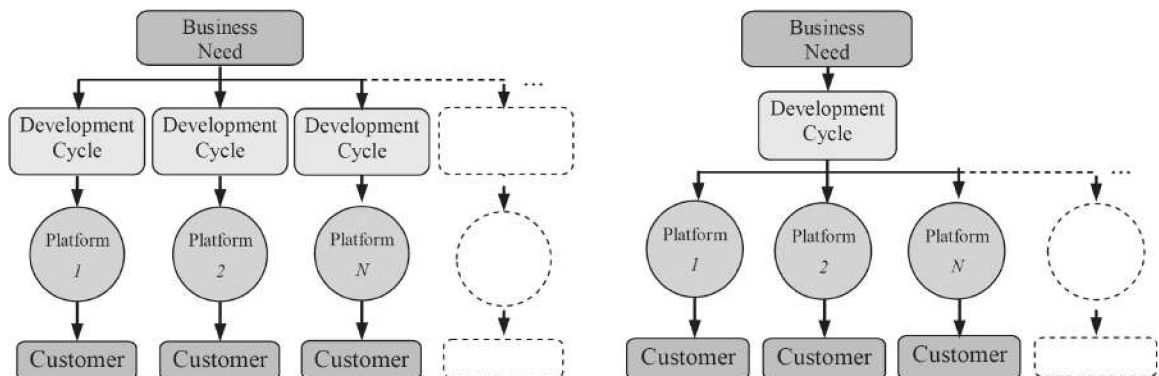 Business
Need
...
Development
Cycle
Development
Cycle
Development
Cycle
Platform
1
Platform
2
Platform
N
Customer
Customer
Customer
Business
Need
Development
Cycle
...
Platform
1
Platform
2
Platform
N
Customer
Customer
Customer